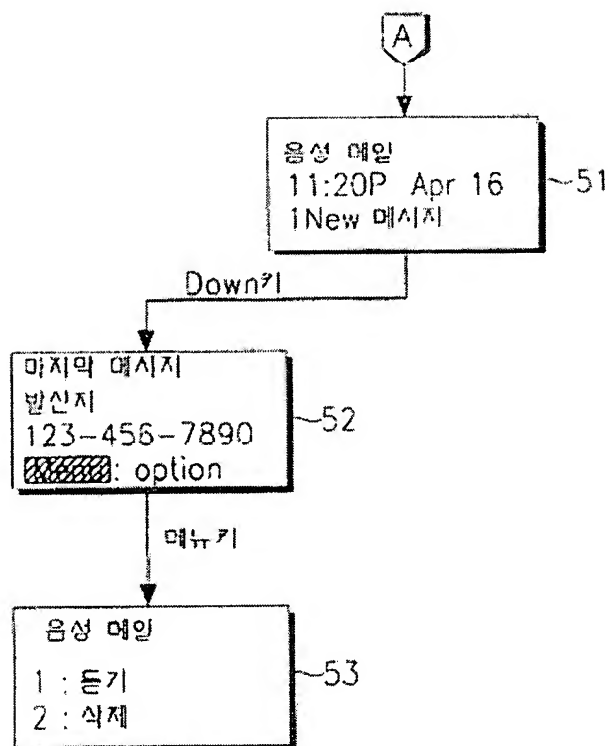 A
음성 메일
11:20P Apr 16
1New 메시지
51
Down키
마지막 메시지
발신지
123-456-7890
Menu: option
52
메뉴키
음성 메일
1 : 듣기
2 : 삭제
53